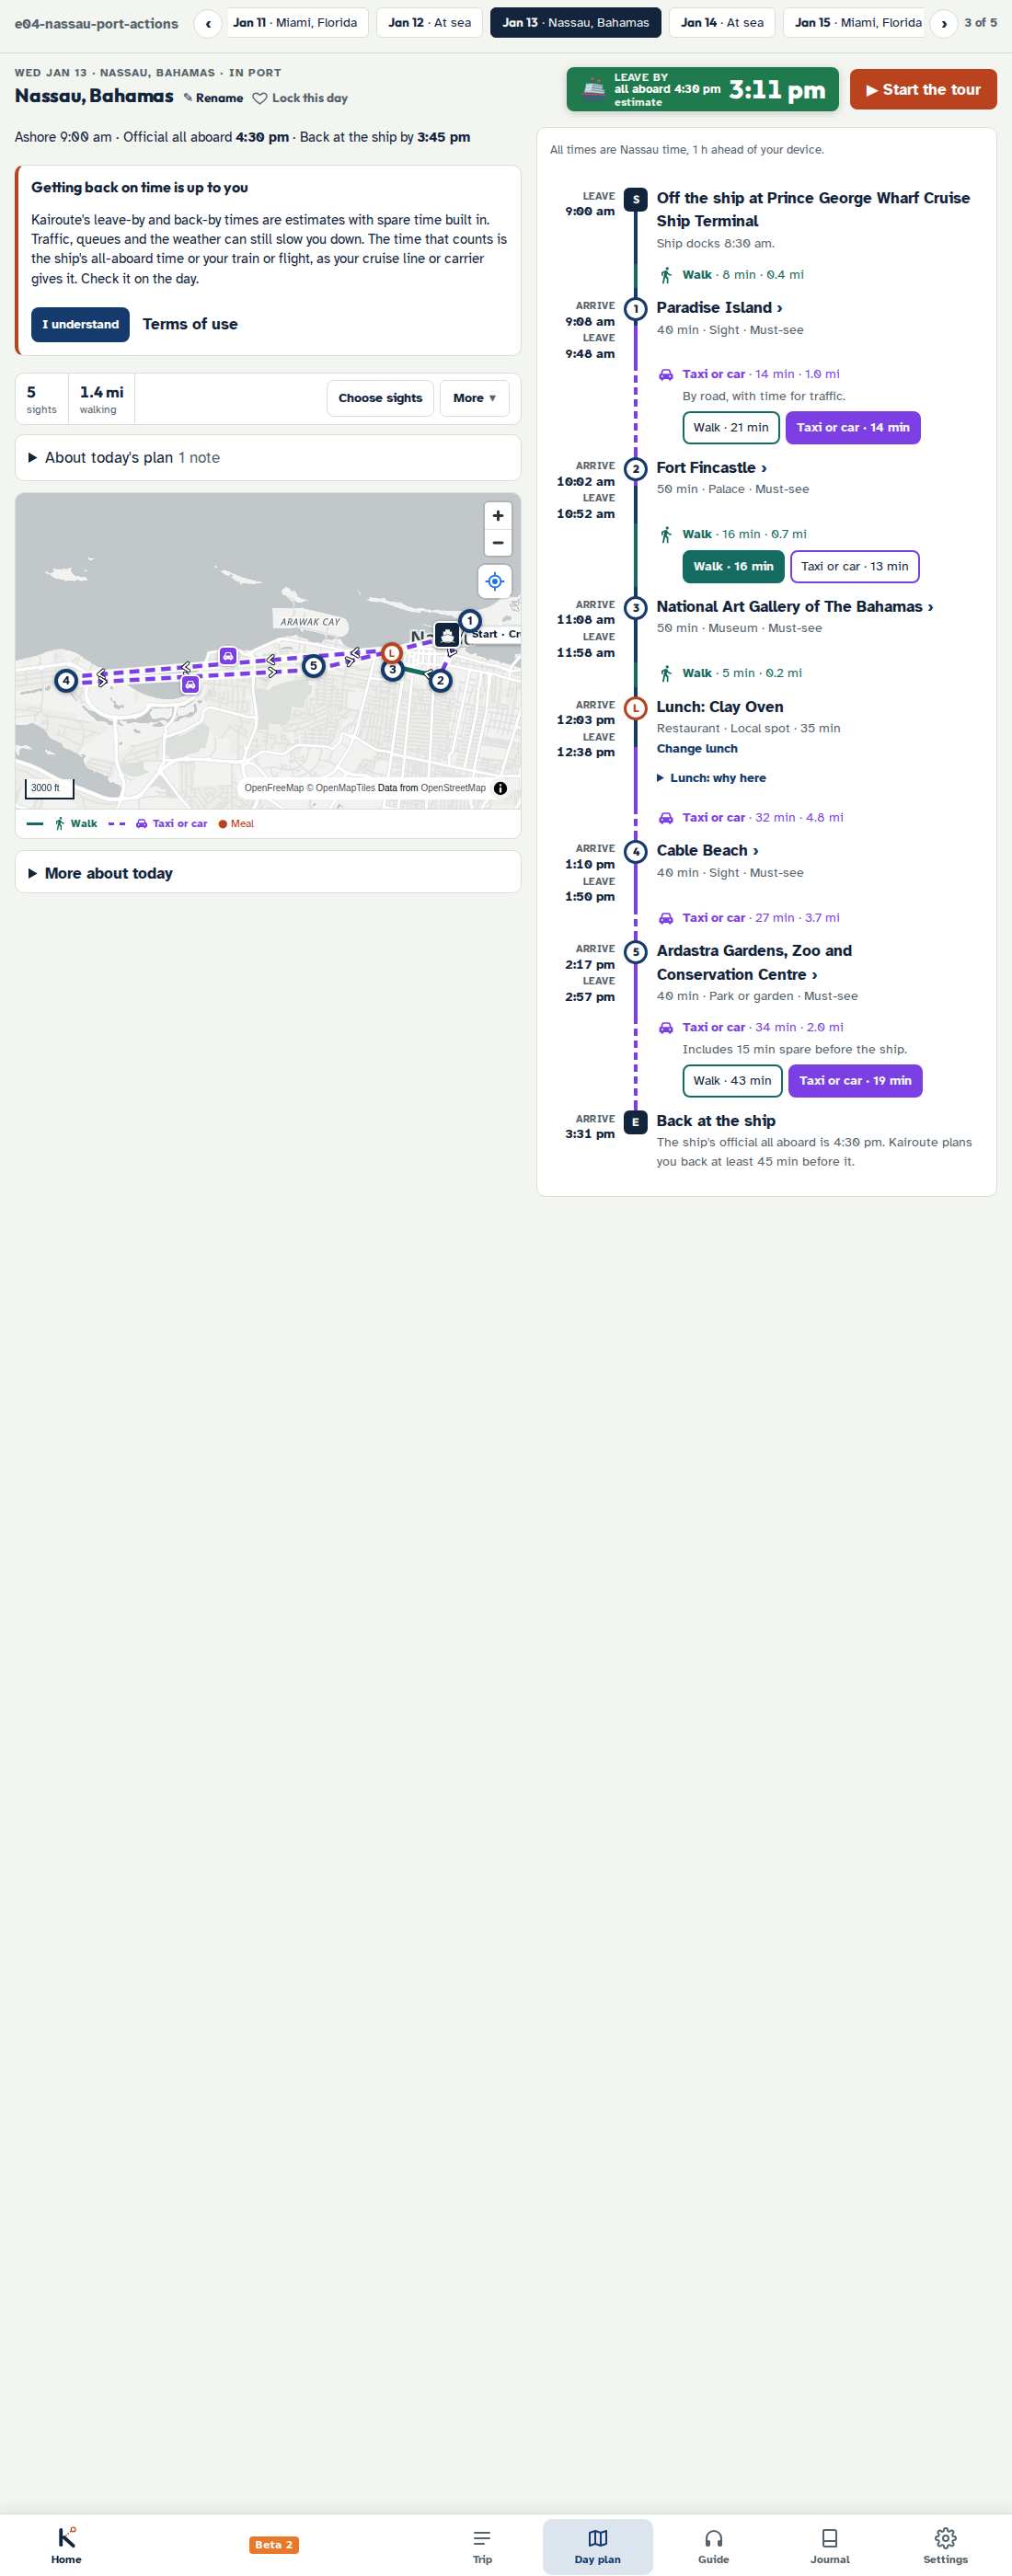 e04-nassau-port-actions
‹
Jan 11 · Miami, Florida
Jan 12 · At sea
Jan 13 · Nassau, Bahamas
Jan 14 · At sea
Jan 15 · Miami, Florida
›
3 of 5
WED JAN 13 · NASSAU, BAHAMAS · IN PORT
Nassau, Bahamas
✎ Rename
Lock this day
LEAVE BY
all aboard 4:30 pm
estimate
3:11 pm
▶ Start the tour
Ashore 9:00 am · Official all aboard 4:30 pm · Back at the ship by 3:45 pm
Getting back on time is up to you
Kairoute's leave-by and back-by times are estimates with spare time built in.
Traffic, queues and the weather can still slow you down. The time that counts is
the ship's all-aboard time or your train or flight, as your cruise line or carrier
gives it. Check it on the day.
I understand
Terms of use
5
sights
1.4 mi
walking
Choose sights
More ▼
▶ About today's plan 1 note
+
−
ARAWAK CAY
1
Start · Cr
L
3
2
5
4
3000 ft
OpenFreeMap © OpenMapTiles Data from OpenStreetMap
Walk
Taxi or car
Meal
▶ More about today
All times are Nassau time, 1 h ahead of your device.
LEAVE
9:00 am
S
Off the ship at Prince George Wharf Cruise
Ship Terminal
Ship docks 8:30 am.
Walk · 8 min · 0.4 mi
ARRIVE
9:08 am
LEAVE
9:48 am
1
Paradise Island ›
40 min · Sight · Must-see
Taxi or car · 14 min · 1.0 mi
By road, with time for traffic.
Walk · 21 min
Taxi or car · 14 min
ARRIVE
10:02 am
LEAVE
10:52 am
2
Fort Fincastle ›
50 min · Palace · Must-see
Walk · 16 min · 0.7 mi
Walk · 16 min
Taxi or car · 13 min
ARRIVE
11:08 am
LEAVE
11:58 am
3
National Art Gallery of The Bahamas ›
50 min · Museum · Must-see
Walk · 5 min · 0.2 mi
ARRIVE
12:03 pm
LEAVE
12:38 pm
L
Lunch: Clay Oven
Restaurant · Local spot · 35 min
Change lunch
▶ Lunch: why here
Taxi or car · 32 min · 4.8 mi
ARRIVE
1:10 pm
LEAVE
1:50 pm
4
Cable Beach ›
40 min · Sight · Must-see
Taxi or car · 27 min · 3.7 mi
ARRIVE
2:17 pm
LEAVE
2:57 pm
5
Ardastra Gardens, Zoo and
Conservation Centre ›
40 min · Park or garden · Must-see
Taxi or car · 34 min · 2.0 mi
Includes 15 min spare before the ship.
Walk · 43 min
Taxi or car · 19 min
ARRIVE
3:31 pm
E
Back at the ship
The ship's official all aboard is 4:30 pm. Kairoute plans
you back at least 45 min before it.
Home
Beta 2
Trip
Day plan
Guide
Journal
Settings